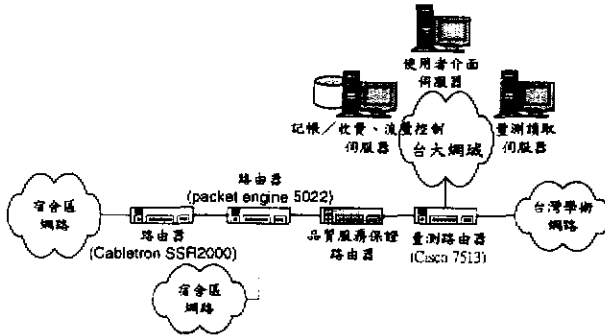 使用者介面
伺服器
記帳／收費、流量控制
伺服器
量測讀取
伺服器
台大網域
路由器
(packet engine 5022)
宿舍區
網路
路由器
(Cabletron SSR2000)
品質服務保證
路由器
量測路由器
(Cisco 7513)
台灣學術
網路
宿舍區
網路